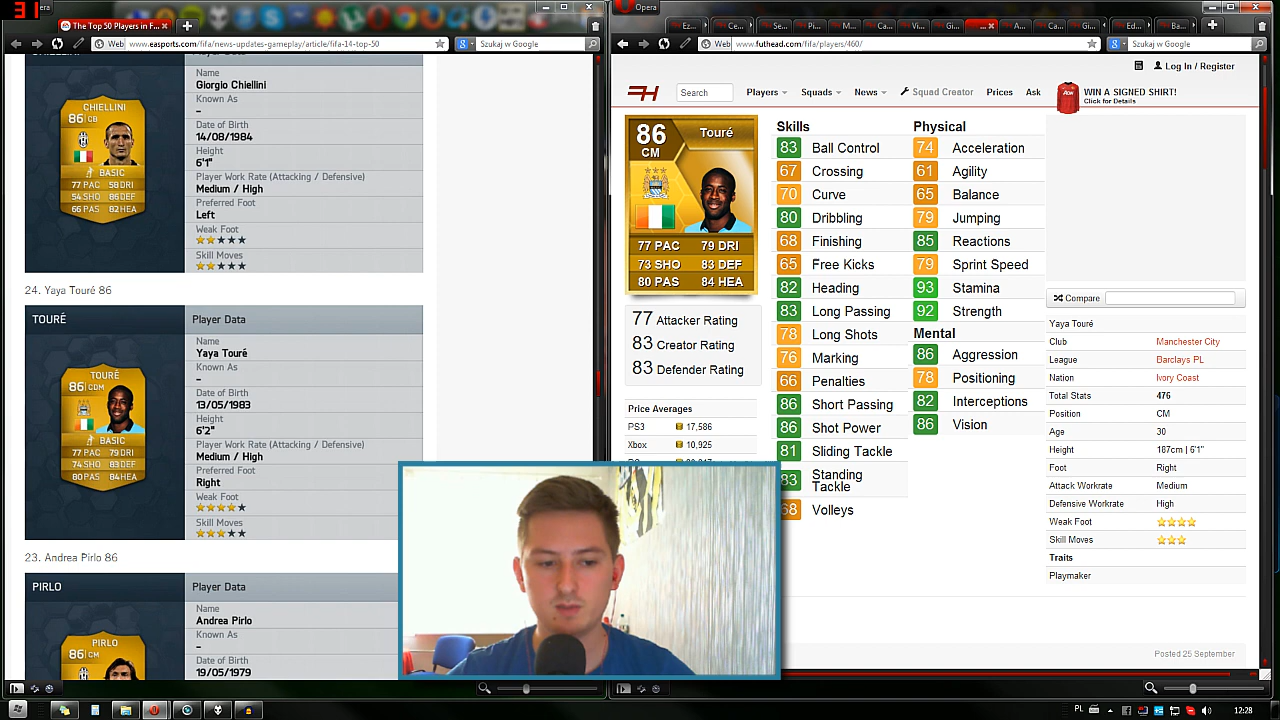 31
The Top 50 Players in F...
Web www.easports.com/fifa/news-updates-gameplay/article/fifa-14-top-50
Szukaj w Google
CHIELLINI
86 CB
BASIC
77 PAC 58 DRI
54 SHO 86 DEF
66 PAS 82 HEA
Name
Giorgio Chiellini
Known As
–
Date of Birth
14/08/1984
Height
6'1"
Player Work Rate (Attacking / Defensive)
Medium / High
Preferred Foot
Left
Weak Foot
Skill Moves
24. Yaya Touré 86
TOURÉ
Player Data
TOURÉ
86 CDM
BASIC
77 PAC 79 DRI
74 SHO 83 DEF
80 PAS 84 HEA
Name
Yaya Touré
Known As
–
Date of Birth
13/05/1983
Height
6'2"
Player Work Rate (Attacking / Defensive)
Medium / High
Preferred Foot
Right
Weak Foot
Skill Moves
23. Andrea Pirlo 86
PIRLO
Player Data
PIRLO
86 CM
Name
Andrea Pirlo
Known As
–
Date of Birth
19/05/1979
Opera
Web www.futhead.com/fifa/players/460/
Szukaj w Google
Log In / Register
Search
Players
Squads
News
Squad Creator
Prices
Ask
WIN A SIGNED SHIRT!
Click for Details
86
CM
Touré
77 PAC 79 DRI
73 SHO 83 DEF
80 PAS 84 HEA
77 Attacker Rating
83 Creator Rating
83 Defender Rating
Price Averages
PS3 17,586
Xbox 10,925
Skills
83 Ball Control
67 Crossing
70 Curve
80 Dribbling
68 Finishing
65 Free Kicks
82 Heading
83 Long Passing
78 Long Shots
76 Marking
66 Penalties
86 Short Passing
86 Shot Power
81 Sliding Tackle
83 Standing Tackle
68 Volleys
Physical
74 Acceleration
61 Agility
65 Balance
79 Jumping
85 Reactions
79 Sprint Speed
93 Stamina
92 Strength
Mental
86 Aggression
78 Positioning
82 Interceptions
86 Vision
Compare
Yaya Touré
Club Manchester City
League Barclays PL
Nation Ivory Coast
Total Stats 476
Position CM
Age 30
Height 187cm | 6'1"
Foot Right
Attack Workrate Medium
Defensive Workrate High
Weak Foot
Skill Moves
Traits
Playmaker
Posted 25 September
PL
12:28